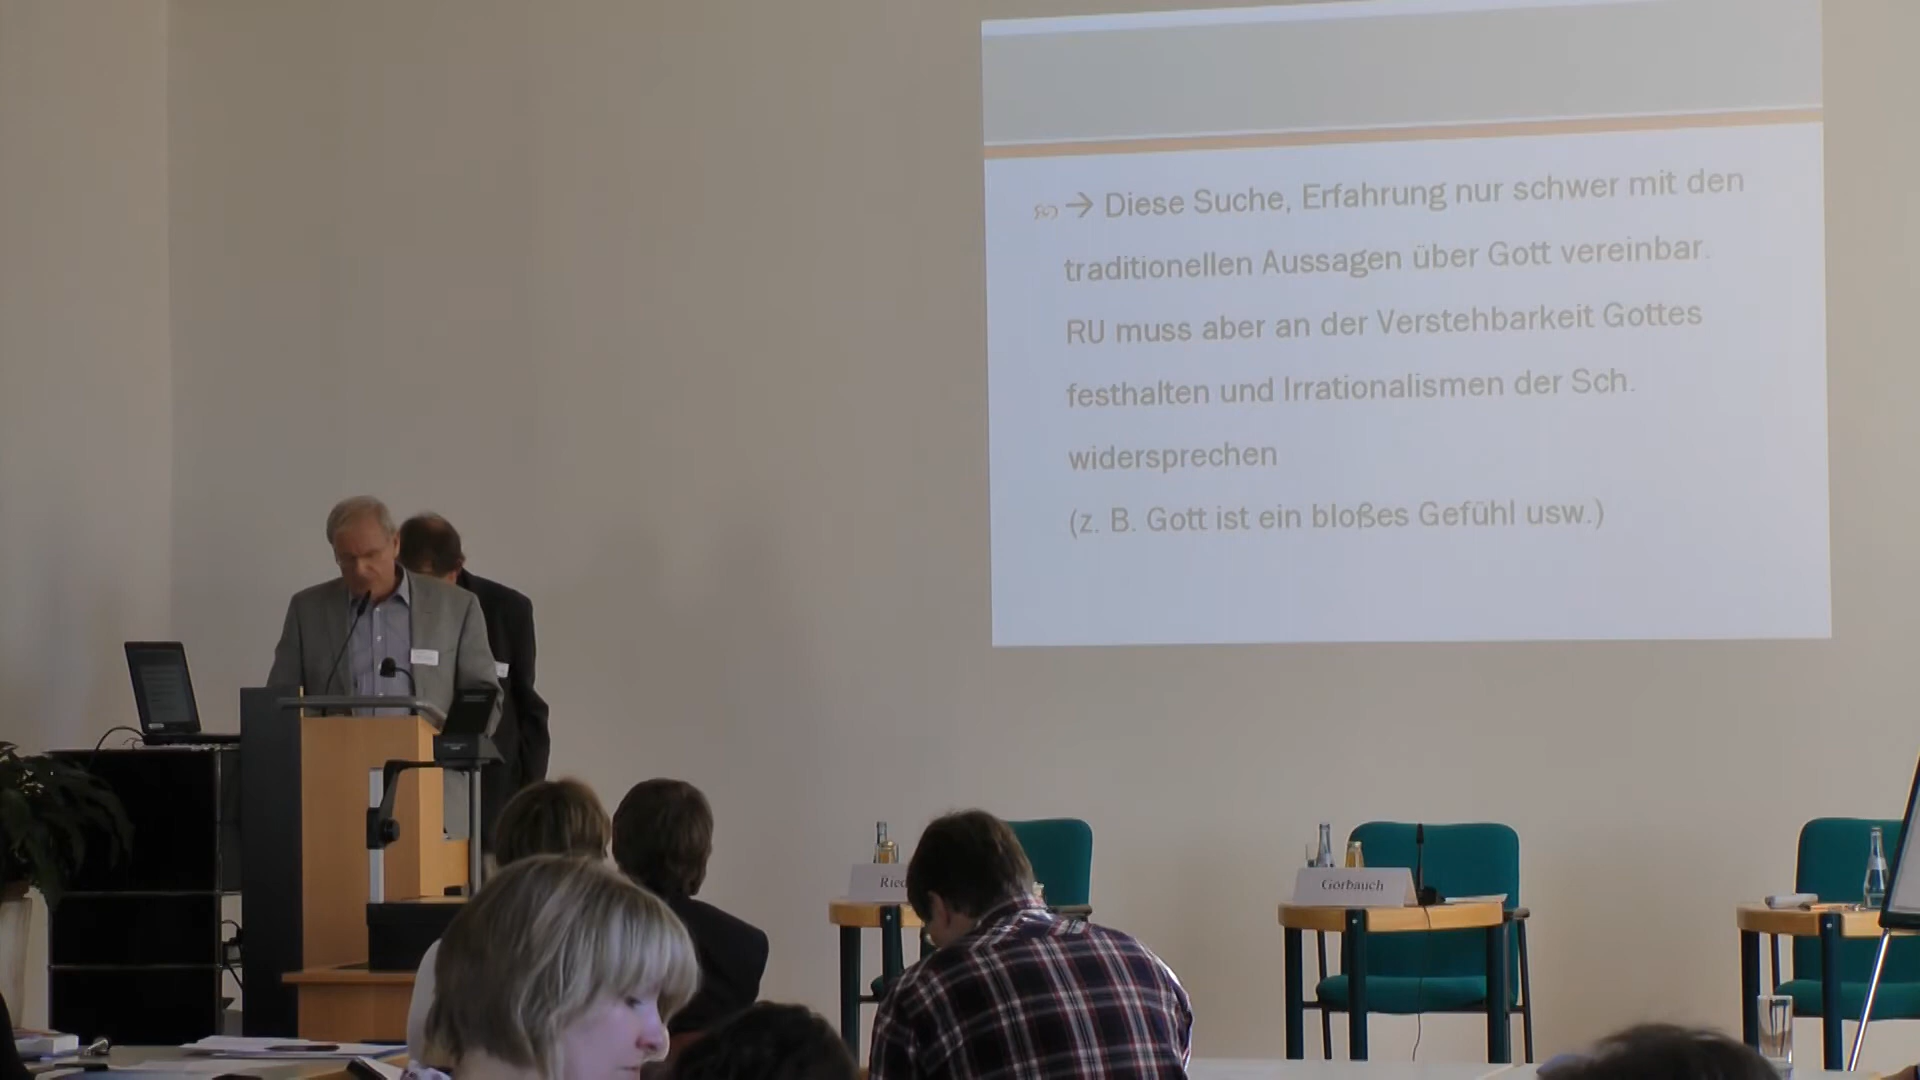 → Diese Suche, Erfahrung nur schwer mit den
traditionellen Aussagen über Gott vereinbar.
RU muss aber an der Verstehbarkeit Gottes
festhalten und Irrationalismen der Sch.
widersprechen
(z. B. Gott ist ein bloßes Gefühl usw.)
Ried
Gorbauch